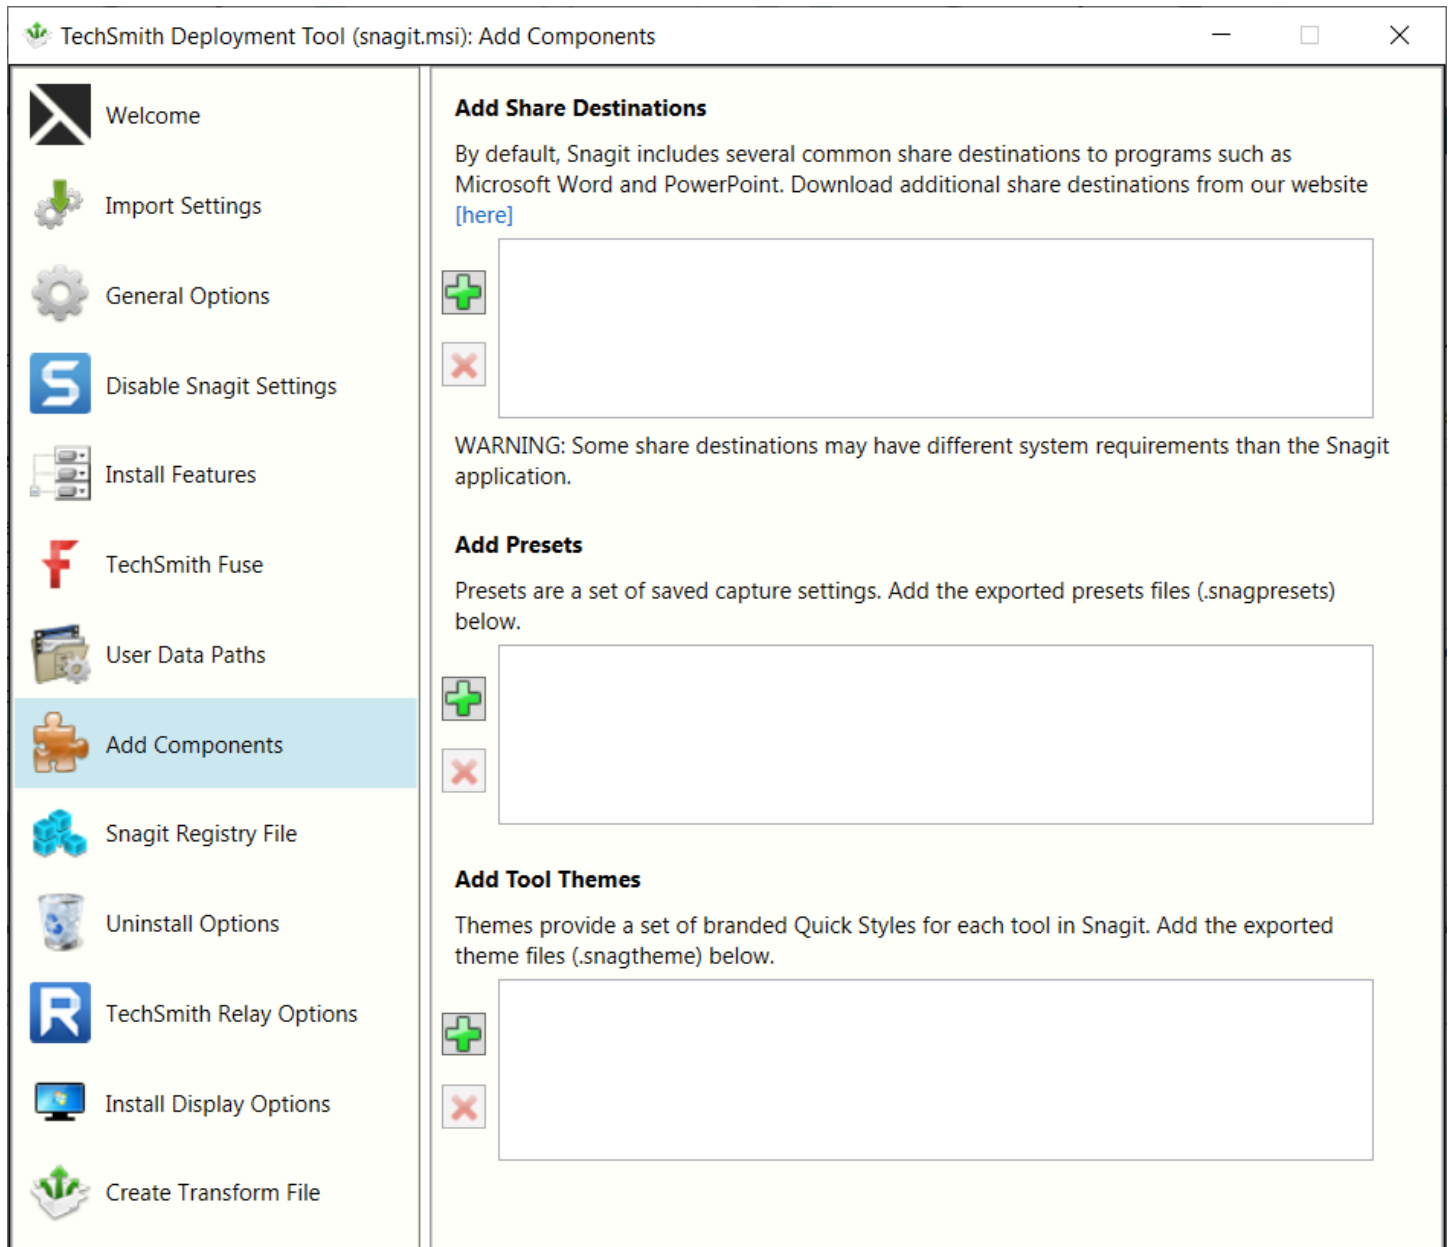 TechSmith Deployment Tool (snagit.msi): Add Components
Welcome
Import Settings
General Options
Disable Snagit Settings
Install Features
TechSmith Fuse
User Data Paths
Add Components
Snagit Registry File
Uninstall Options
TechSmith Relay Options
Install Display Options
Create Transform File
Add Share Destinations
By default, Snagit includes several common share destinations to programs such as
Microsoft Word and PowerPoint. Download additional share destinations from our website
[here]
WARNING: Some share destinations may have different system requirements than the Snagit
application.
Add Presets
Presets are a set of saved capture settings. Add the exported presets files (.snagpresets)
below.
Add Tool Themes
Themes provide a set of branded Quick Styles for each tool in Snagit. Add the exported
theme files (.snagtheme) below.